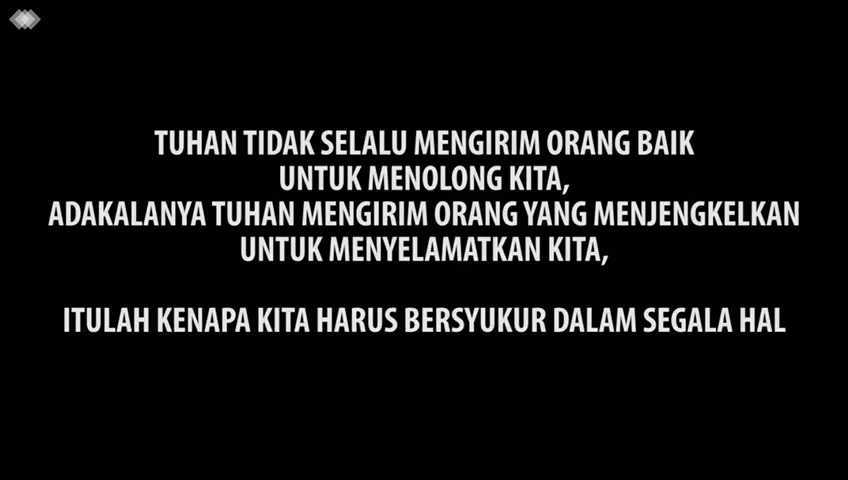 TUHAN TIDAK SELALU MENGIRIM ORANG BAIK
UNTUK MENOLONG KITA,
ADAKALANYA TUHAN MENGIRIM ORANG YANG MENJENGKELKAN
UNTUK MENYELAMATKAN KITA,
ITULAH KENAPA KITA HARUS BERSYUKUR DALAM SEGALA HAL